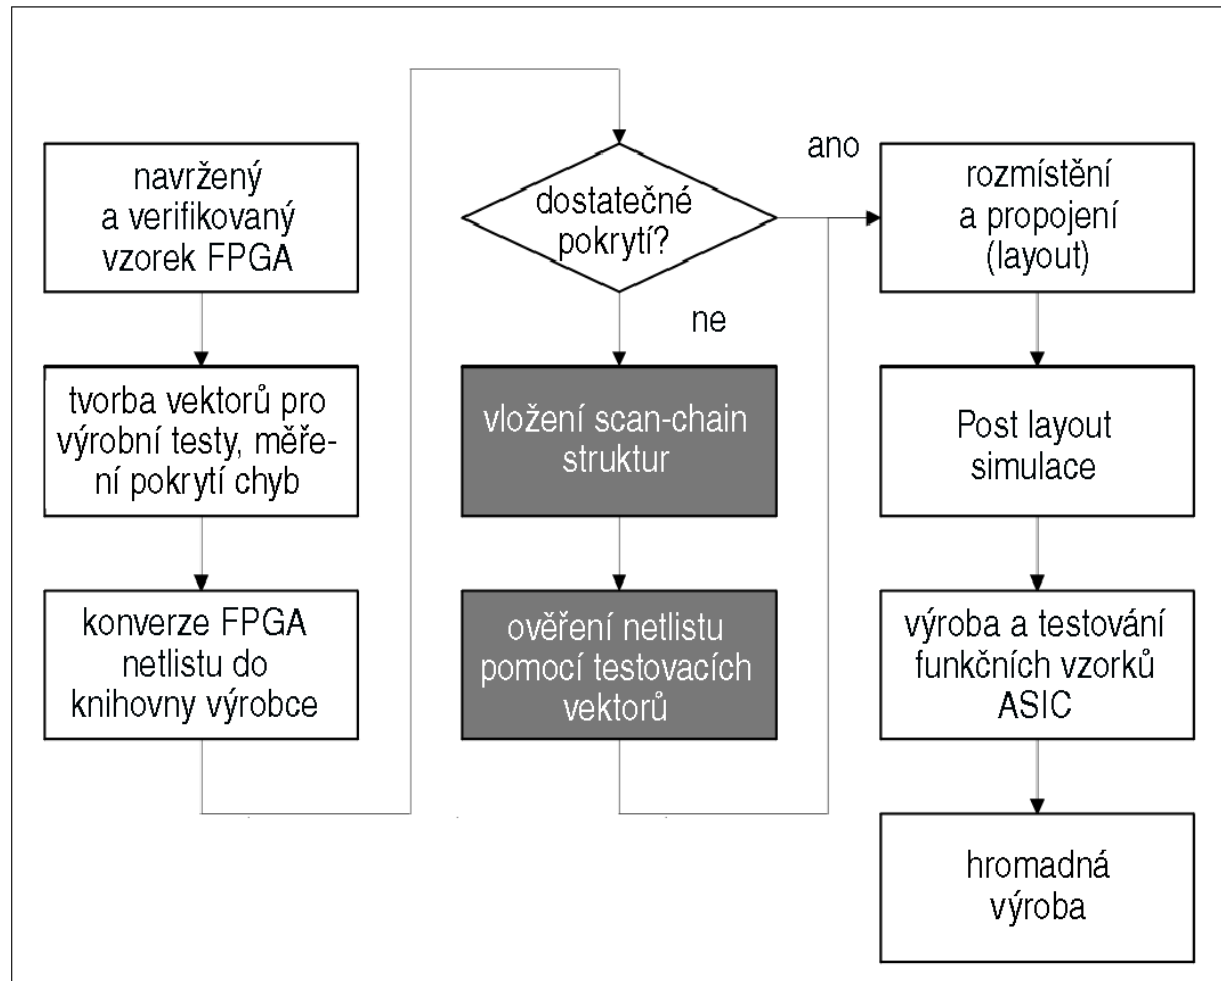 navržený
a verifikovaný
vzorek FPGA
tvorba vektorů pro
výrobní testy, měře-
ní pokrytí chyb
konverze FPGA
netlistu do
knihovny výrobce
dostatečné
pokrytí?
ano
ne
vložení scan-chain
struktur
ověření netlistu
pomocí testovacích
vektorů
rozmístění
a propojení
(layout)
Post layout
simulace
výroba a testování
funkčních vzorků
ASIC
hromadná
výroba